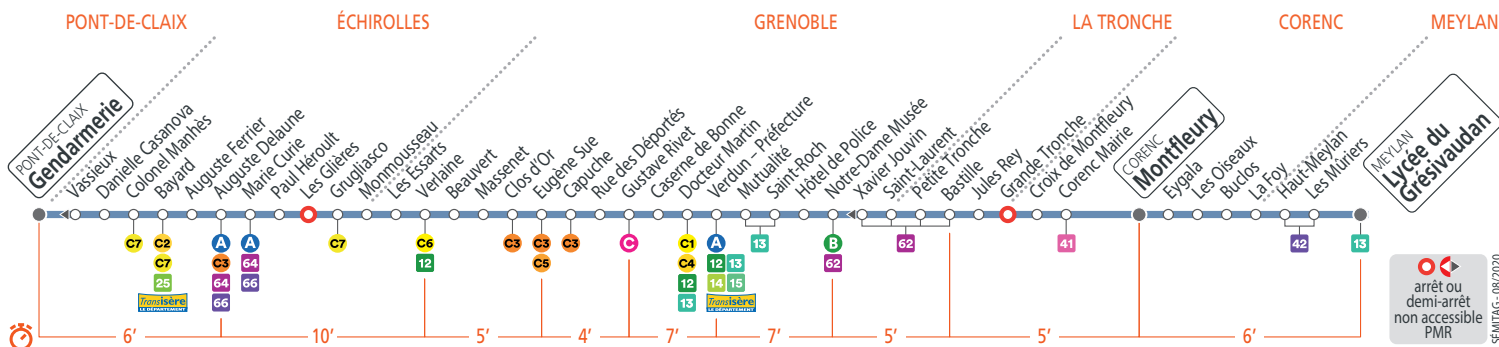 PONT-DE-CLAIX
ÉCHIROLLES
GRENOBLE
LA TRONCHE
CORENC
MEYLAN
PONT-DE-CLAIX
Gendarmerie
Vassieux
Danielle Casanova
Colonel Manhès
Bayard
Auguste Ferrier
Auguste Delaune
Marie Curie
Paul Héroult
Les Glières
Grugliasco
Monmousseau
Les Essarts
Verlaine
Beauvert
Massenet
Clos d'Or
Eugène Sue
Capuche
Rue des Déportés
Gustave Rivet
Caserne de Bonne
Docteur Martin
Verdun – Préfecture
Mutualité
Saint-Roch
Hôtel de Police
Notre-Dame Musée
Xavier Jouvin
Saint-Laurent
Petite Tronche
Bastille
Jules Rey
Grande Tronche
Croix de Montfleury
Corenc Mairie
CORENC
Montfleury
Eygala
Les Oiseaux
Buclos
La Foy
Haut-Meylan
Les Mûriers
MEYLAN
Lycée du
Grésivaudan
C7
C2
C7
25
Transisère
LE DÉPARTEMENT
A
C3
64
66
A
64
66
C7
C6
12
C3
C3
C5
C3
C
C1
C4
12
13
A
12 13
14 15
Transisère
LE DÉPARTEMENT
13
B
62
62
41
42
13
6’
10’
5’
4’
7’
7’
5’
5’
6’
arrêt ou
demi-arrêt
non accessible
PMR
SÉMITAG - 08/2020